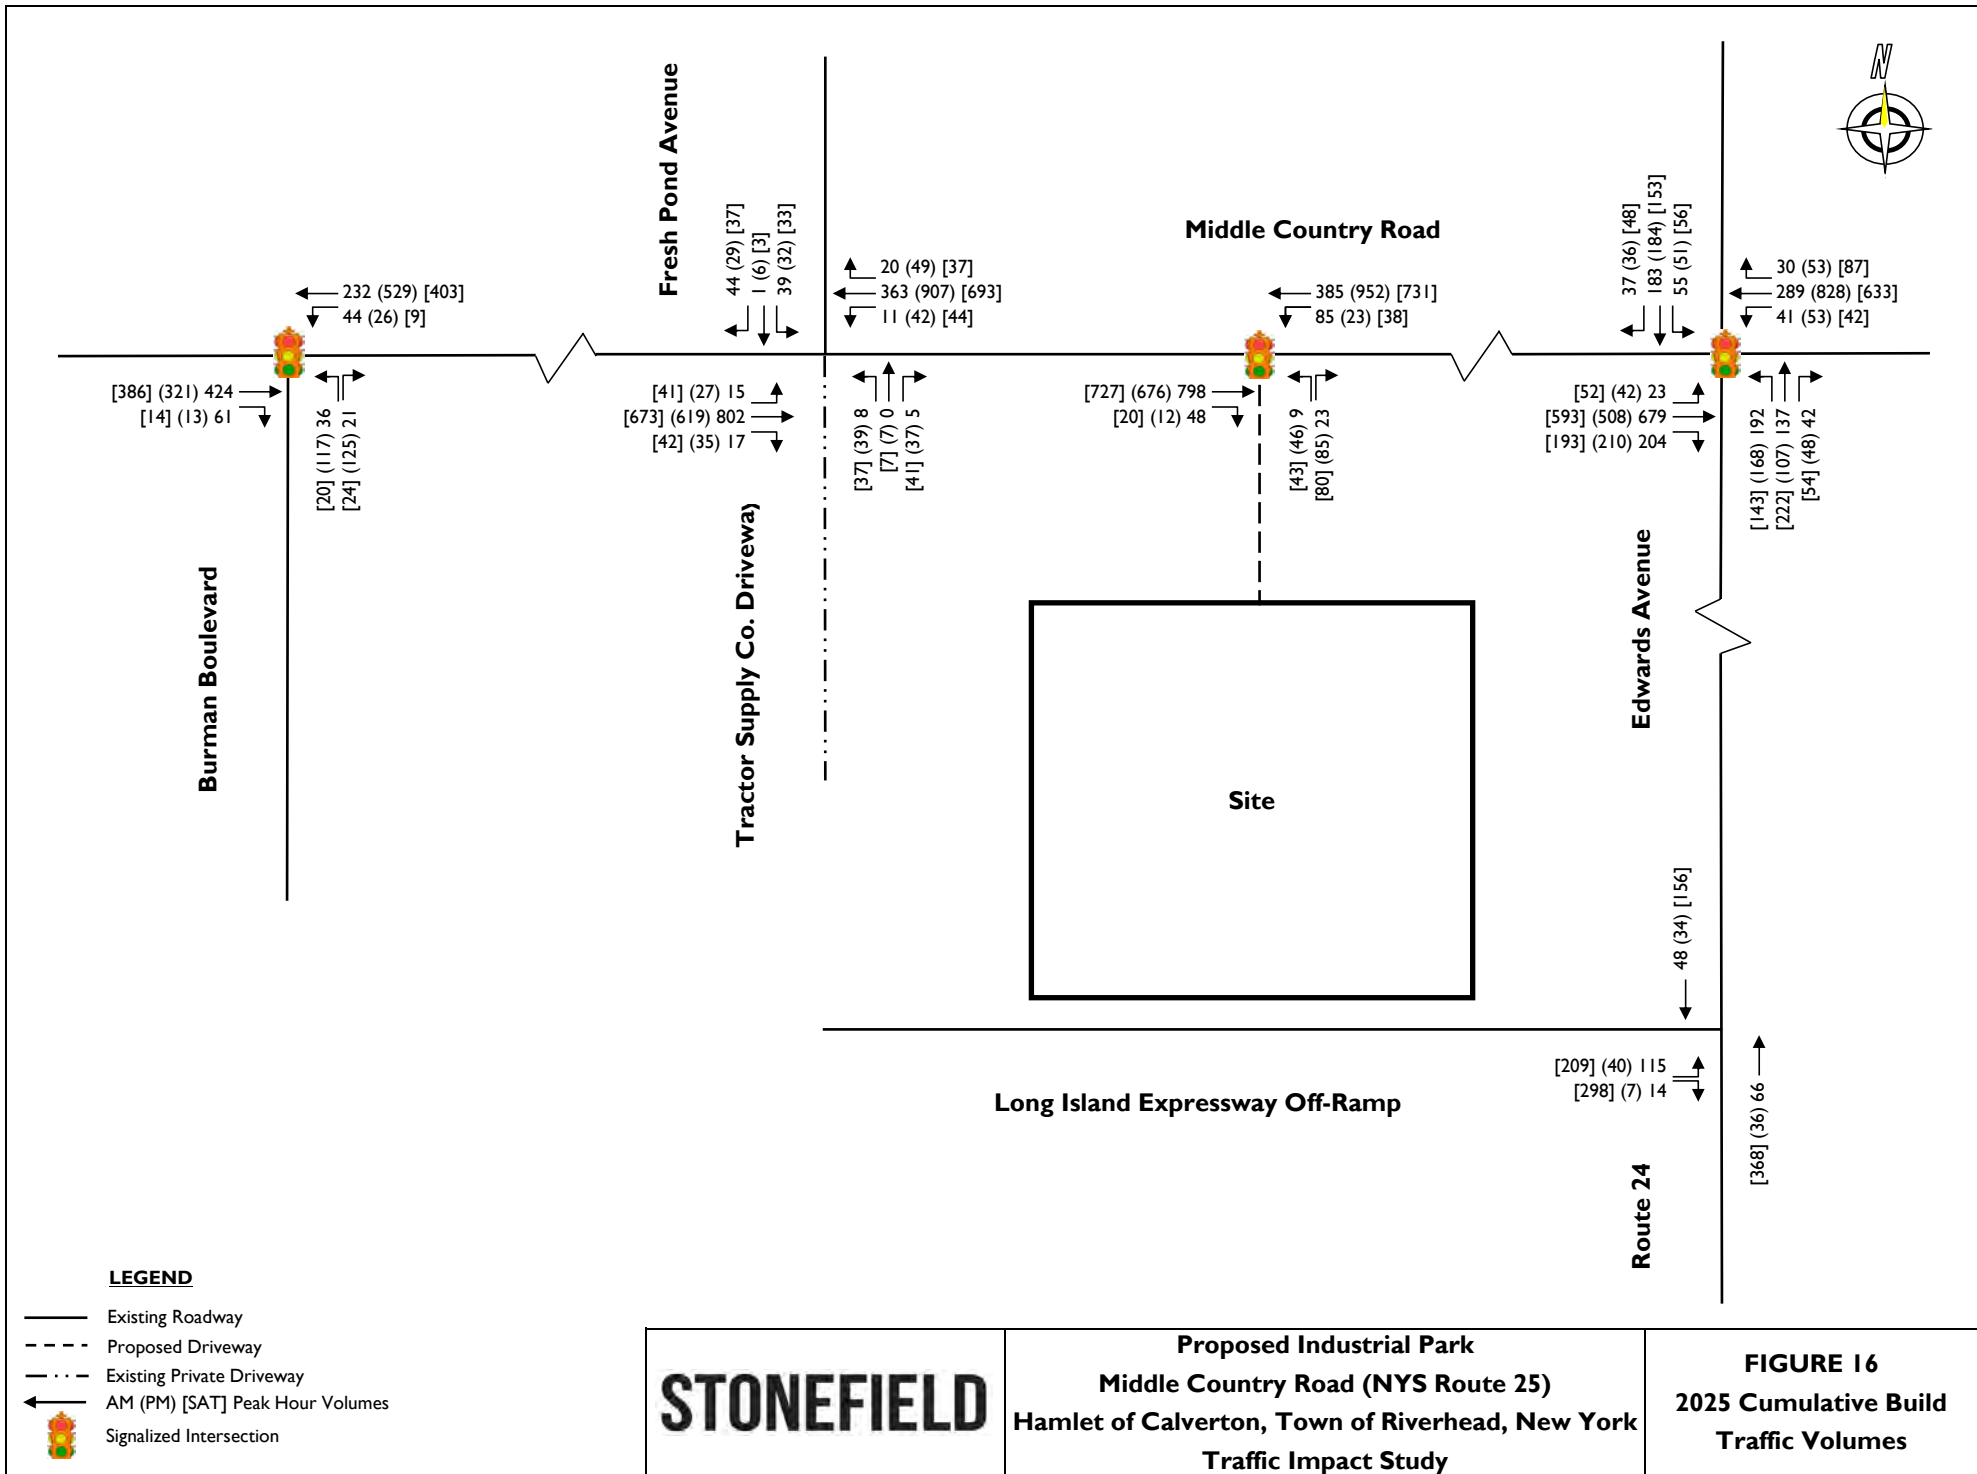 N
Fresh Pond Avenue
Middle Country Road
44 (29) [37]
1 (6) [3]
39 (32) [33]
37 (36) [48]
183 (184) [153]
55 (51) [56]
232 (529) [403]
44 (26) [9]
20 (49) [37]
363 (907) [693]
11 (42) [44]
385 (952) [731]
85 (23) [38]
30 (53) [87]
289 (828) [633]
41 (53) [42]
[386] (321) 424
[14] (13) 61
[20] (117) 36
[24] (125) 21
[41] (27) 15
[673] (619) 802
[42] (35) 17
[37] (39) 8
[7] (7) 0
[41] (37) 5
[727] (676) 798
[20] (12) 48
[43] (46) 9
[80] (85) 23
[52] (42) 23
[593] (508) 679
[193] (210) 204
[143] (168) 192
[222] (107) 137
[54] (48) 42
Burman Boulevard
Tractor Supply Co. Driveway
Edwards Avenue
Site
48 (34) [156]
[209] (40) 115
[298] (7) 14
[368] (36) 66
Long Island Expressway Off-Ramp
Route 24
LEGEND
Existing Roadway
Proposed Driveway
Existing Private Driveway
AM (PM) [SAT] Peak Hour Volumes
Signalized Intersection
STONEFIELD
Proposed Industrial Park
Middle Country Road (NYS Route 25)
Hamlet of Calverton, Town of Riverhead, New York
Traffic Impact Study
FIGURE 16
2025 Cumulative Build
Traffic Volumes